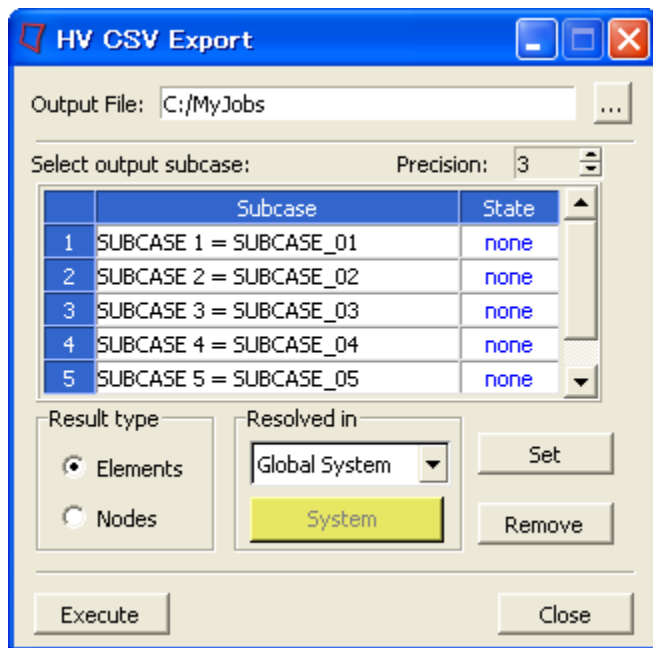 HV CSV Export
Output File: C:/MyJobs ...
Select output subcase: Precision: 3
Subcase State
1 SUBCASE 1 = SUBCASE_01 none
2 SUBCASE 2 = SUBCASE_02 none
3 SUBCASE 3 = SUBCASE_03 none
4 SUBCASE 4 = SUBCASE_04 none
5 SUBCASE 5 = SUBCASE_05 none
Result type Resolved in
Elements Global System Set
Nodes System Remove
Execute Close